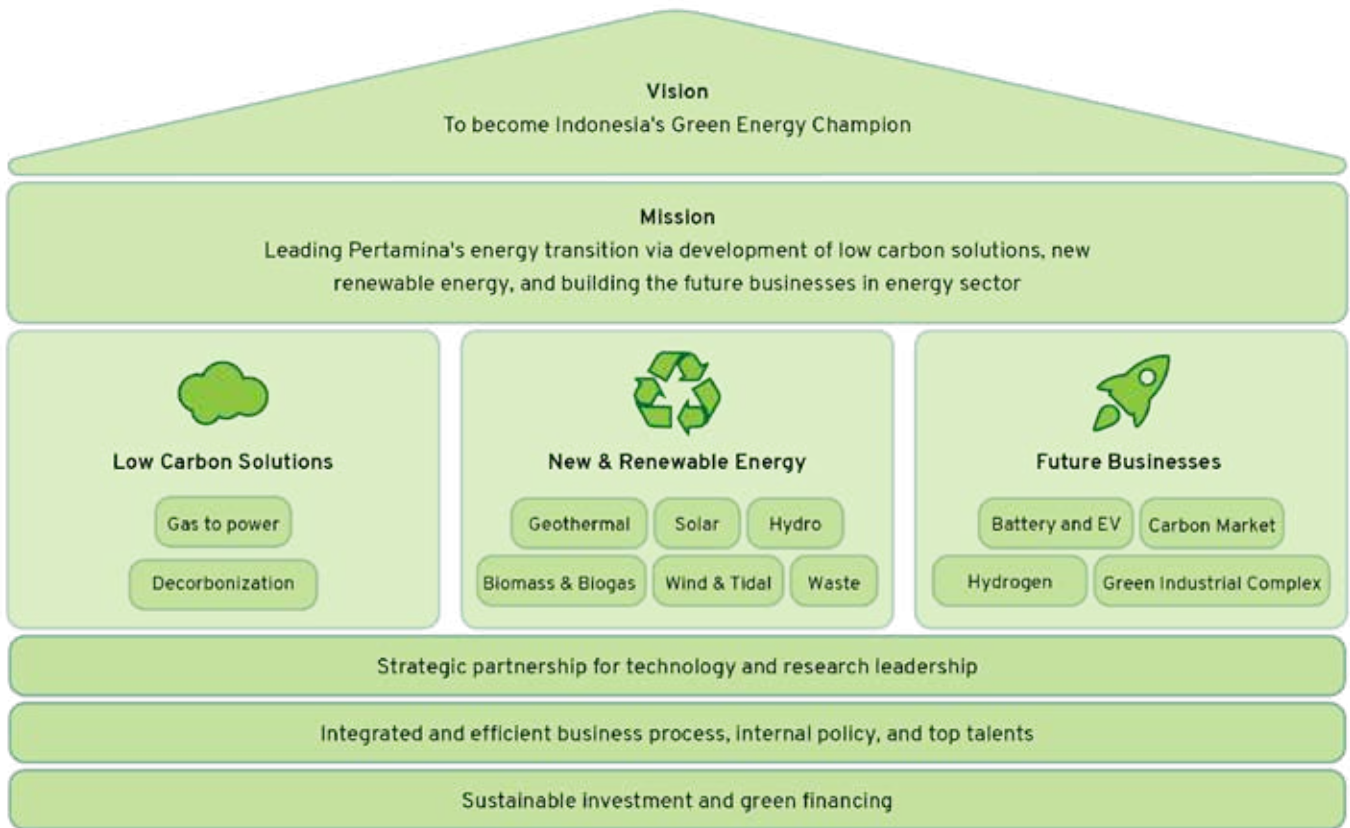 Vision
To become Indonesia's Green Energy Champion
Mission
Leading Pertamina's energy transition via development of low carbon solutions, new
renewable energy, and building the future businesses in energy sector
Low Carbon Solutions
Gas to power
Decorbonization
New & Renewable Energy
Geothermal Solar Hydro
Biomass & Biogas Wind & Tidal Waste
Future Businesses
Battery and EV Carbon Market
Hydrogen Green Industrial Complex
Strategic partnership for technology and research leadership
Integrated and efficient business process, internal policy, and top talents
Sustainable investment and green financing